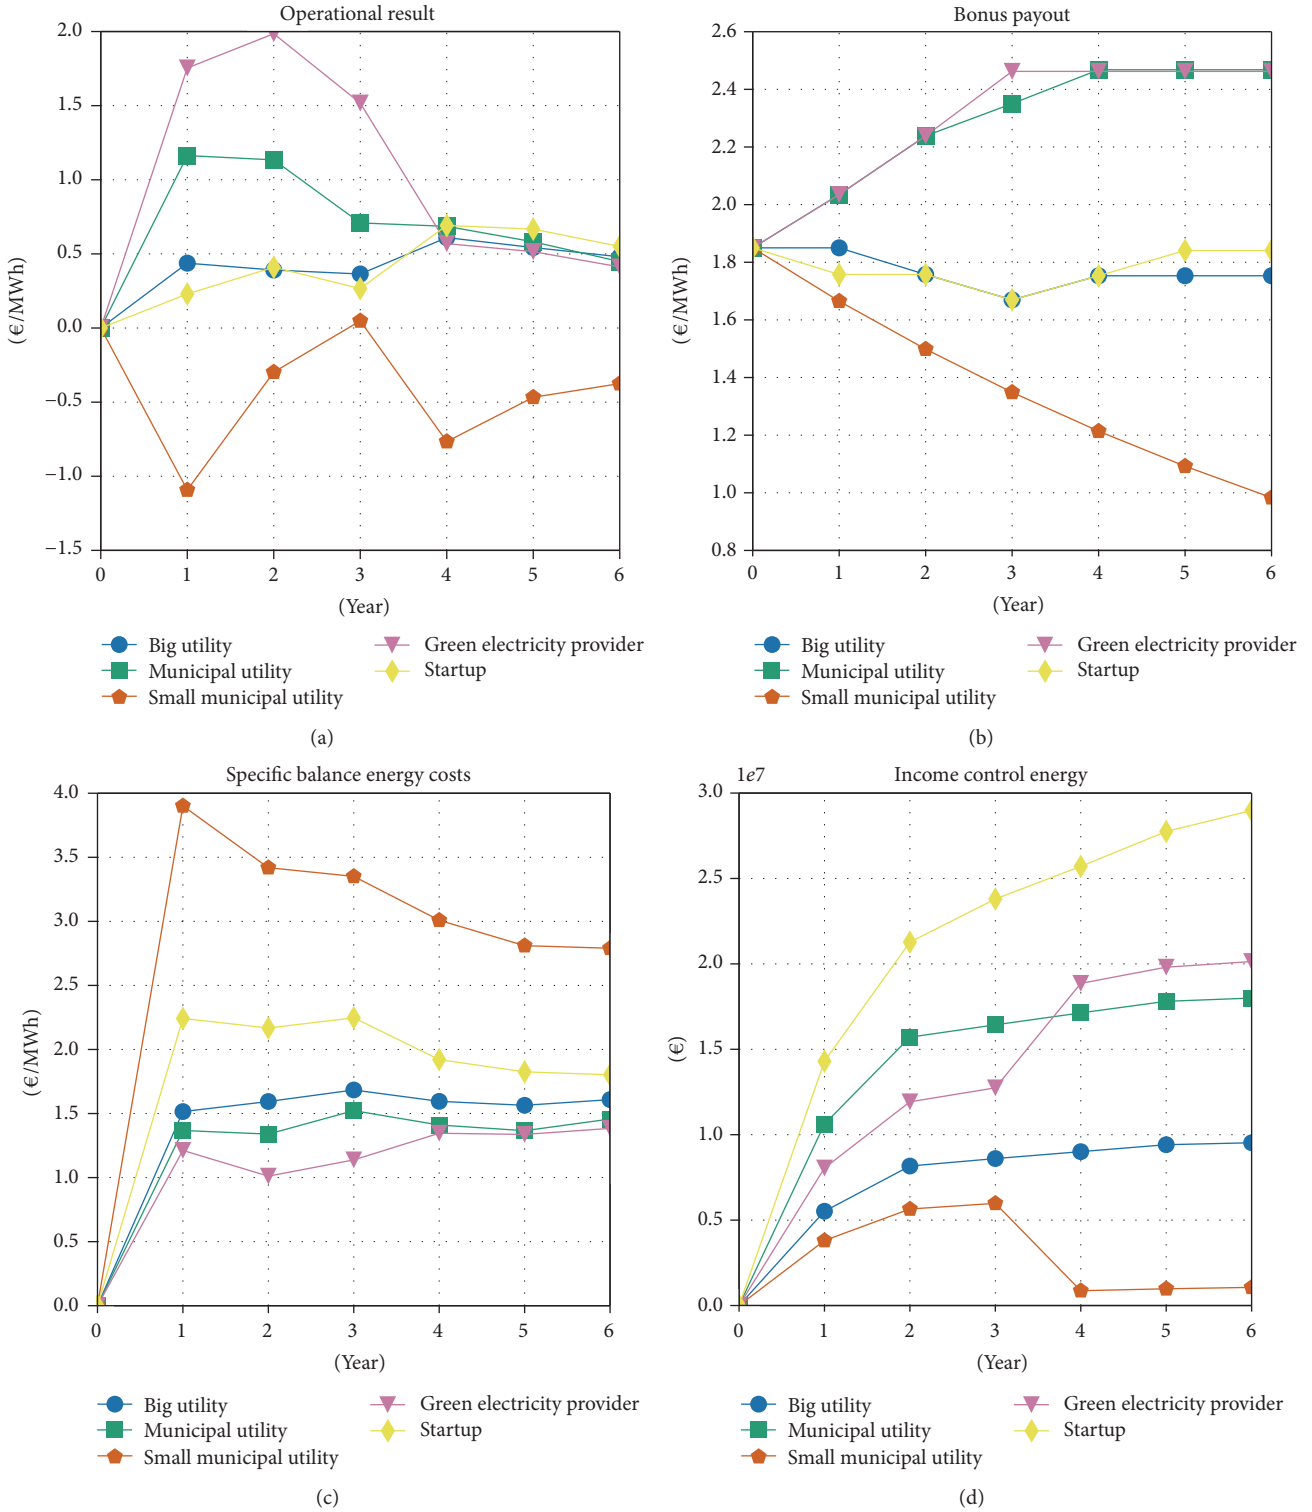 Operational result
2.0
1.5
1.0
0.5
0.0
−0.5
−1.0
−1.5
(€/MWh)
0 1 2 3 4 5 6
(Year)
Big utility
Municipal utility
Small municipal utility
Green electricity provider
Startup
(a)
Bonus payout
2.6
2.4
2.2
2.0
1.8
1.6
1.4
1.2
1.0
0.8
(€/MWh)
0 1 2 3 4 5 6
(Year)
Big utility
Municipal utility
Small municipal utility
Green electricity provider
Startup
(b)
Specific balance energy costs
4.0
3.5
3.0
2.5
2.0
1.5
1.0
0.5
0.0
(€/MWh)
0 1 2 3 4 5 6
(Year)
Big utility
Municipal utility
Small municipal utility
Green electricity provider
Startup
(c)
1e7
Income control energy
3.0
2.5
2.0
1.5
1.0
0.5
0.0
(€)
0 1 2 3 4 5 6
(Year)
Big utility
Municipal utility
Small municipal utility
Green electricity provider
Startup
(d)